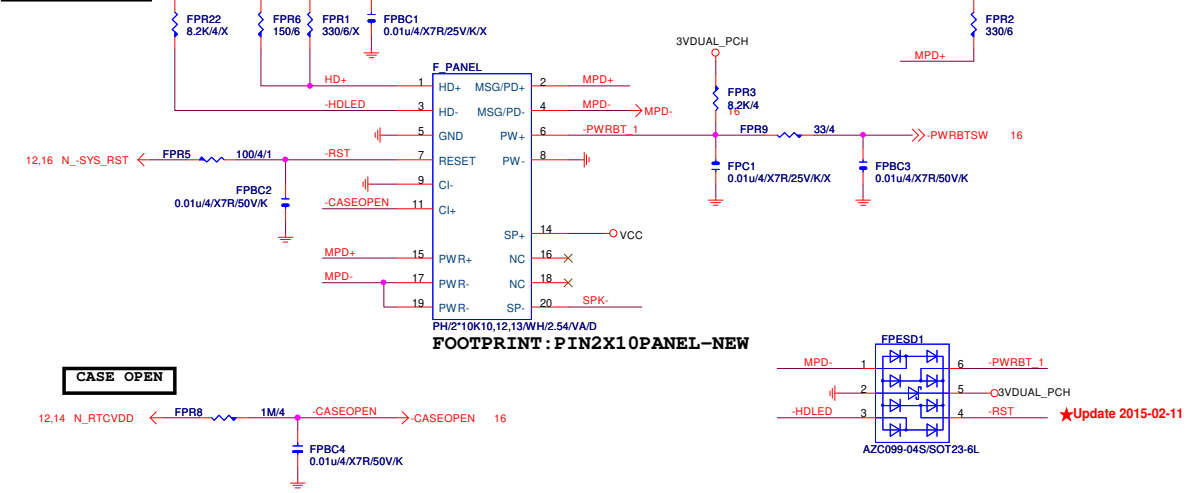 FPR22
8.2K/4/X
FPR6
150/6
FPR1
330/6/X
FPBC1
0.01u/4/X7R/25V/K/X
FPR2
330/6
MPD+
3VDUAL_PCH
FPR3
8.2K/4
F_PANEL
HD+ 1 HD+ MSG/PD+ 2 MPD+
-HDLED 3 HD- MSG/PD- 4 MPD- MPD- 16
5 GND PW+ 6 -PWRBT_1 FPR9 33/4 -PWRBTSW 16
12,16 N_-SYS_RST FPR5 100/4/1 -RST 7 RESET PW- 8
9 CI-
-CASEOPEN 11 CI+
FPBC2
0.01u/4/X7R/50V/K
FPC1
0.01u/4/X7R/25V/K/X
FPBC3
0.01u/4/X7R/50V/K
SP+ 14 VCC
MPD+ 15 PWR+ NC 16
MPD- 17 PWR- NC 18
19 PWR- SP- 20 SPK-
PH/2*10K10,12,13/WH/2.54/VA/D
FOOTPRINT:PIN2X10PANEL-NEW
CASE OPEN
12,14 N_RTCVDD FPR8 1M/4 -CASEOPEN -CASEOPEN 16
FPBC4
0.01u/4/X7R/50V/K
FPESD1
MPD- 1 6 -PWRBT_1
2 5 3VDUAL_PCH
-HDLED 3 4 -RST
★Update 2015-02-11
AZC099-04S/SOT23-6L